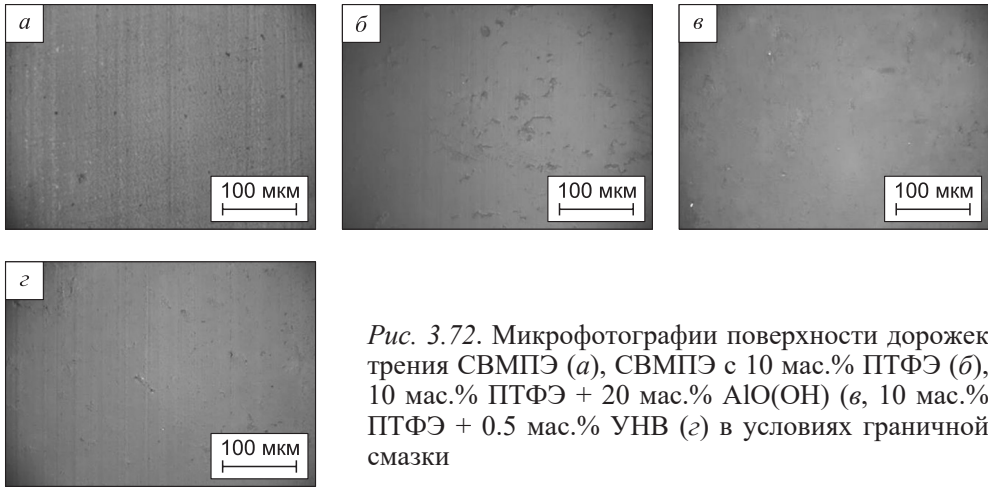 а
б
в
100 мкм
100 мкм
100 мкм
г
100 мкм
Рис. 3.72. Микрофотографии поверхности дорожек
трения СВМПЭ (а), СВМПЭ с 10 мас.% ПТФЭ (б),
10 мас.% ПТФЭ + 20 мас.% AlO(OH) (в, 10 мас.%
ПТФЭ + 0.5 мас.% УНВ (г) в условиях граничной
смазки